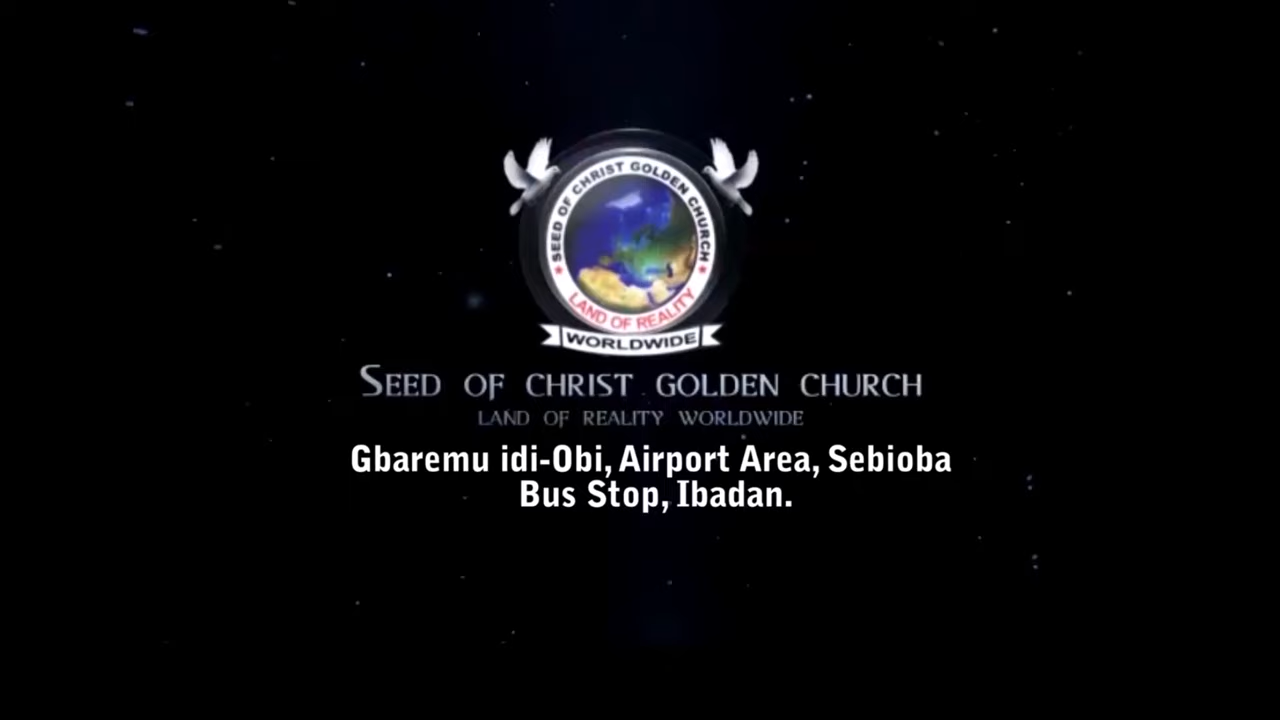 SEED OF CHRIST GOLDEN CHURCH
LAND OF REALITY
WORLDWIDE
SEED OF CHRIST GOLDEN CHURCH
LAND OF REALITY WORLDWIDE
Gbaremu idi-Obi, Airport Area, Sebioba
Bus Stop, Ibadan.